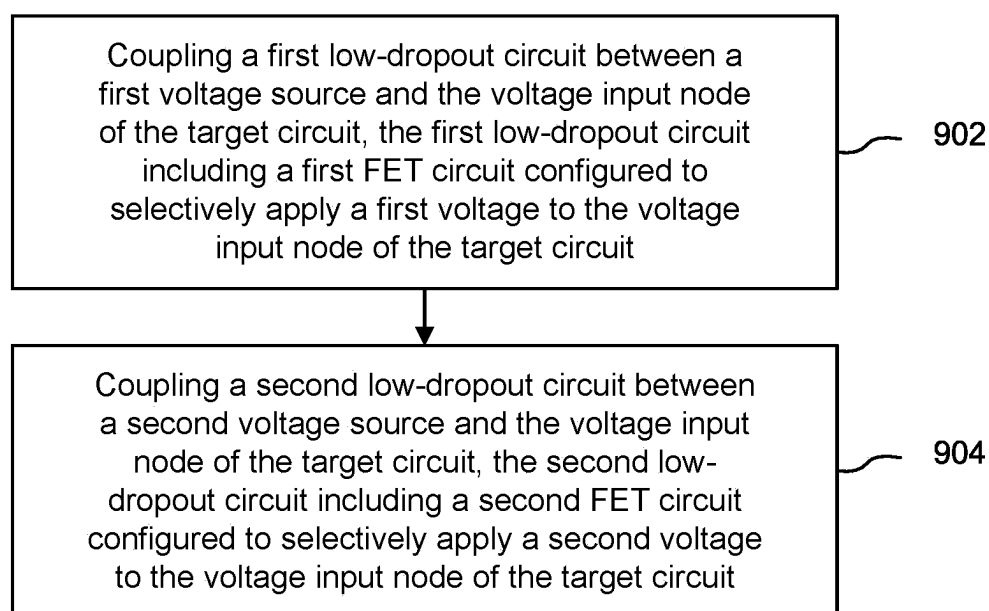 Coupling a first low-dropout circuit between a
first voltage source and the voltage input node
of the target circuit, the first low-dropout circuit
including a first FET circuit configured to
selectively apply a first voltage to the voltage
input node of the target circuit
902
Coupling a second low-dropout circuit between
a second voltage source and the voltage input
node of the target circuit, the second low-
dropout circuit including a second FET circuit
configured to selectively apply a second voltage
to the voltage input node of the target circuit
904